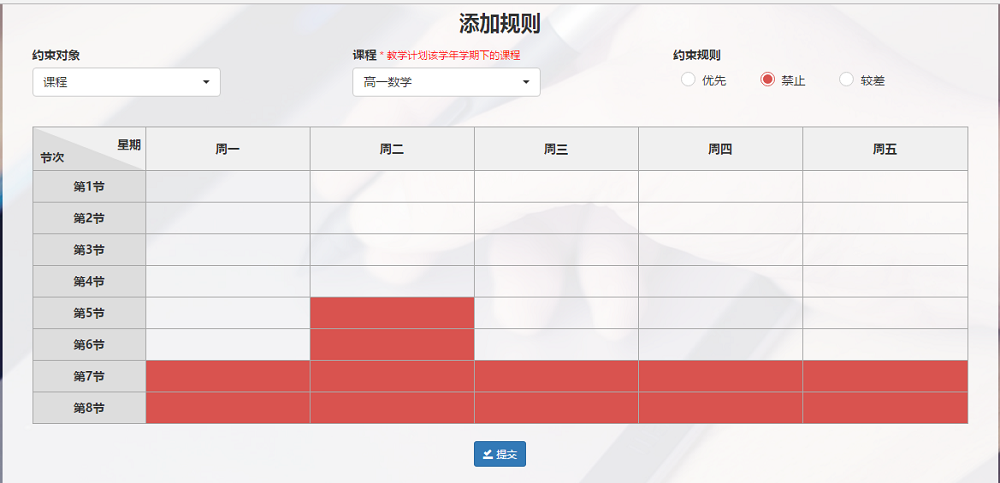 添加规则
约束对象
课程 * 教学计划该学年学期下的课程
约束规则
课程
高一数学
优先
禁止
较差
星期
节次
周一
周二
周三
周四
周五
第1节
第2节
第3节
第4节
第5节
第6节
第7节
第8节
提交